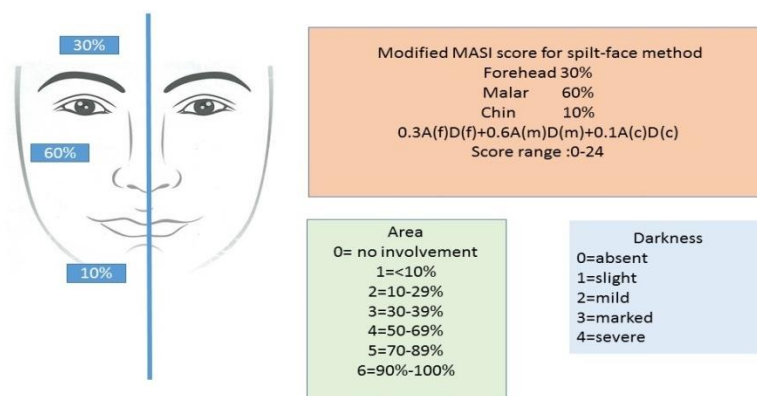 30%
60%
10%
Modified MASI score for spilt-face method
Forehead 30%
Malar 60%
Chin 10%
0.3A(f)D(f)+0.6A(m)D(m)+0.1A(c)D(c)
Score range :0-24
Area
0= no involvement
1=<10%
2=10-29%
3=30-39%
4=50-69%
5=70-89%
6=90%-100%
Darkness
0=absent
1=slight
2=mild
3=marked
4=severe